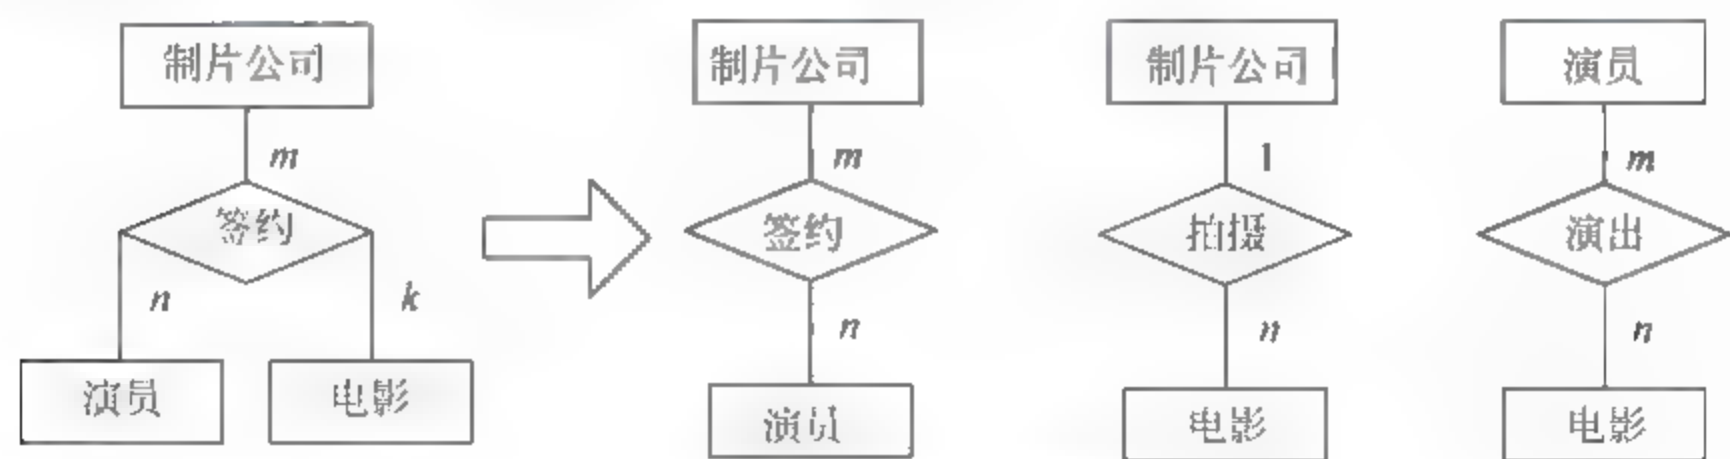 制片公司 制片公司 制片公司 演员
m m 1 m
签约 签约 拍摄 演出
n k n n n
演员 电影 演员 电影 电影